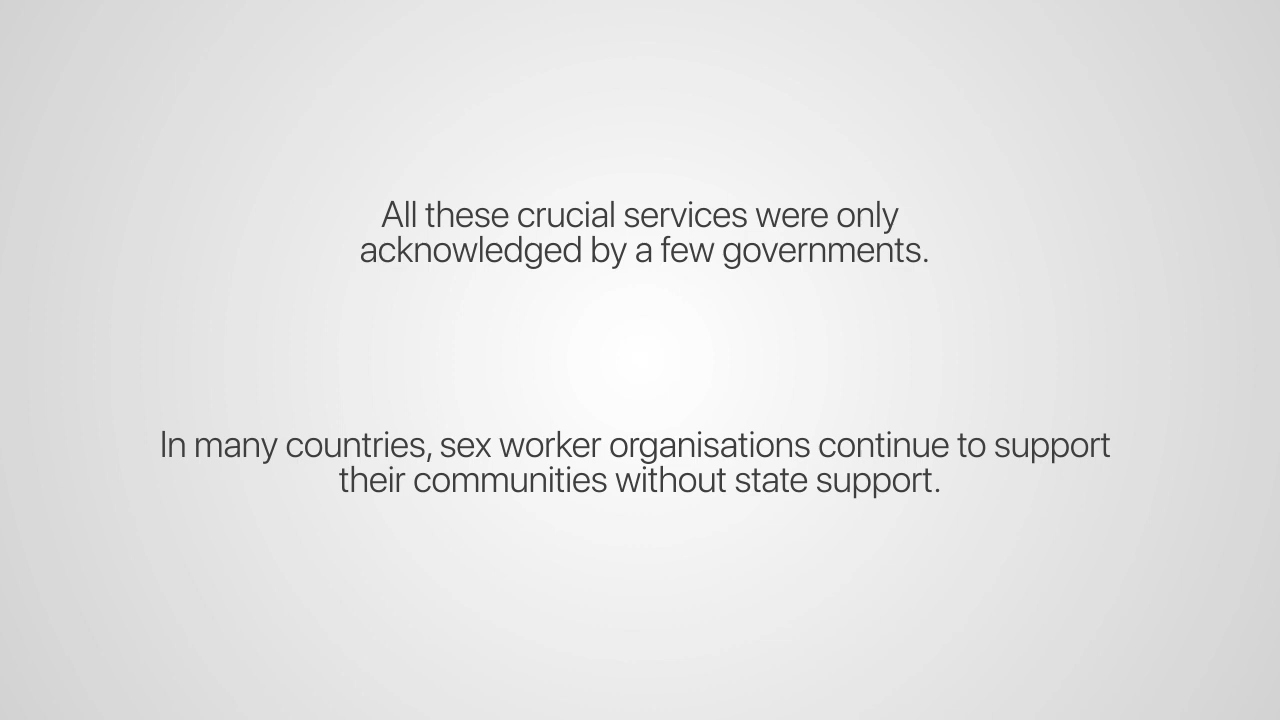 All these crucial services were only
acknowledged by a few governments.
In many countries, sex worker organisations continue to support
their communities without state support.